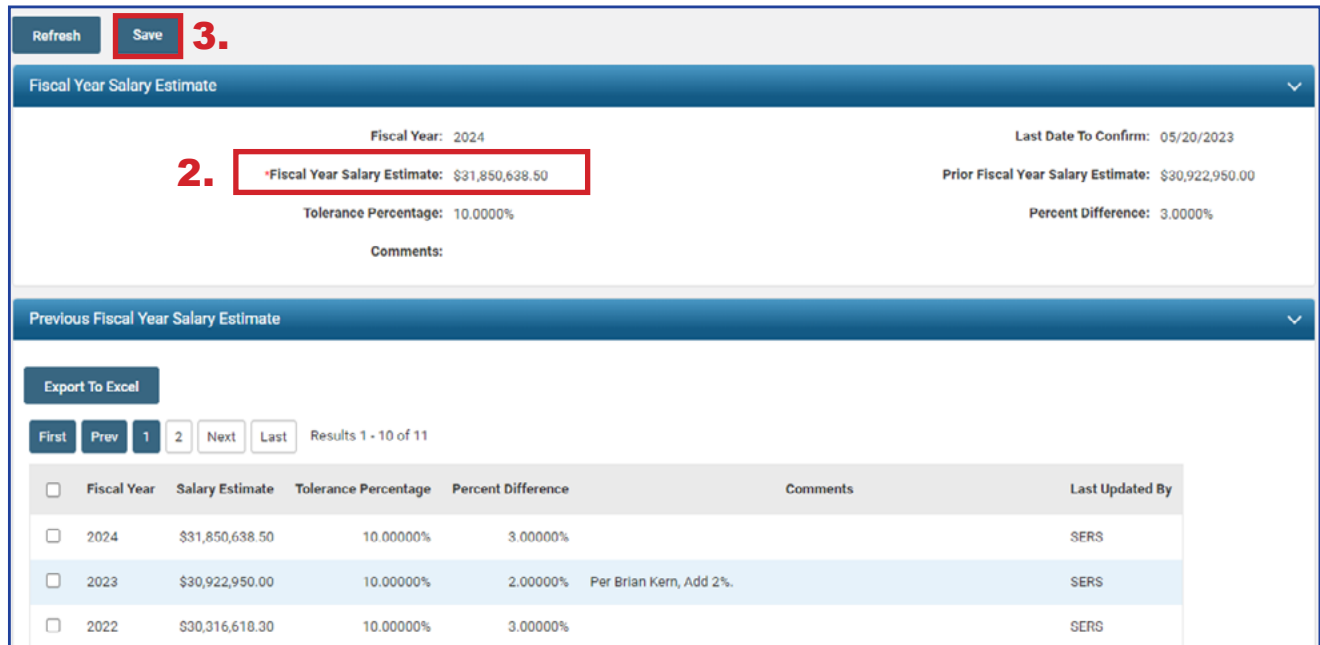 Refresh Save 3.
Fiscal Year Salary Estimate
Fiscal Year: 2024 Last Date To Confirm: 05/20/2023
2. *Fiscal Year Salary Estimate: $31,850,638.50 Prior Fiscal Year Salary Estimate: $30,922,950.00
Tolerance Percentage: 10.0000% Percent Difference: 3.0000%
Comments:
Previous Fiscal Year Salary Estimate
Export To Excel
First Prev 1 2 Next Last Results 1 - 10 of 11
Fiscal Year Salary Estimate Tolerance Percentage Percent Difference Comments Last Updated By
2024 $31,850,638.50 10.00000% 3.00000% SERS
2023 $30,922,950.00 10.00000% 2.00000% Per Brian Kern, Add 2%. SERS
2022 $30,316,618.30 10.00000% 3.00000% SERS